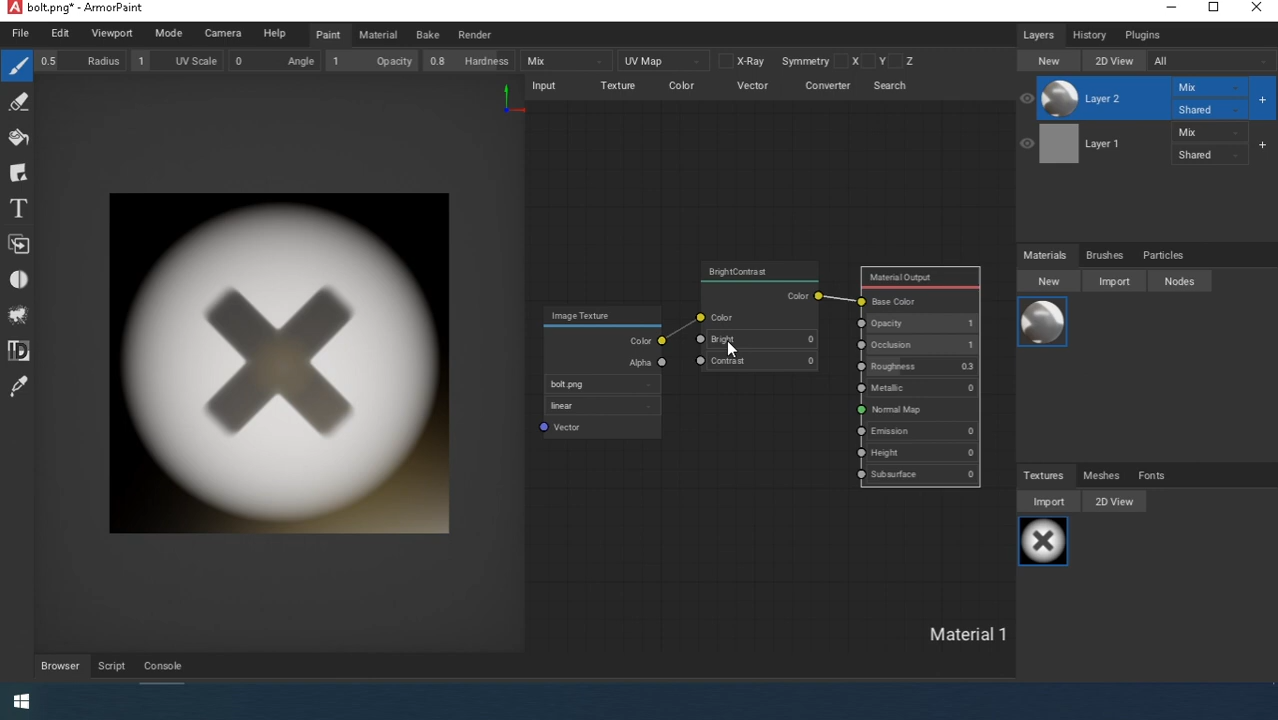 bolt.png* - ArmorPaint
File Edit Viewport Mode Camera Help Paint Material Bake Render
0.5 Radius 1 UV Scale 0 Angle 1 Opacity 0.8 Hardness Mix UV Map X-Ray Symmetry X Y Z
Input Texture Color Vector Converter Search
Image Texture
Color
Alpha
bolt.png
linear
Vector
BrightContrast
Color
Color
Bright 0
Contrast 0
Material Output
Base Color
Opacity 1
Occlusion 1
Roughness 0.3
Metallic 0
Normal Map
Emission 0
Height 0
Subsurface 0
Material 1
Layers History Plugins
New 2D View All
Layer 2 Mix
Shared +
Layer 1 Mix
Shared +
Materials Brushes Particles
New Import Nodes
Textures Meshes Fonts
Import 2D View
Browser Script Console
T
ID